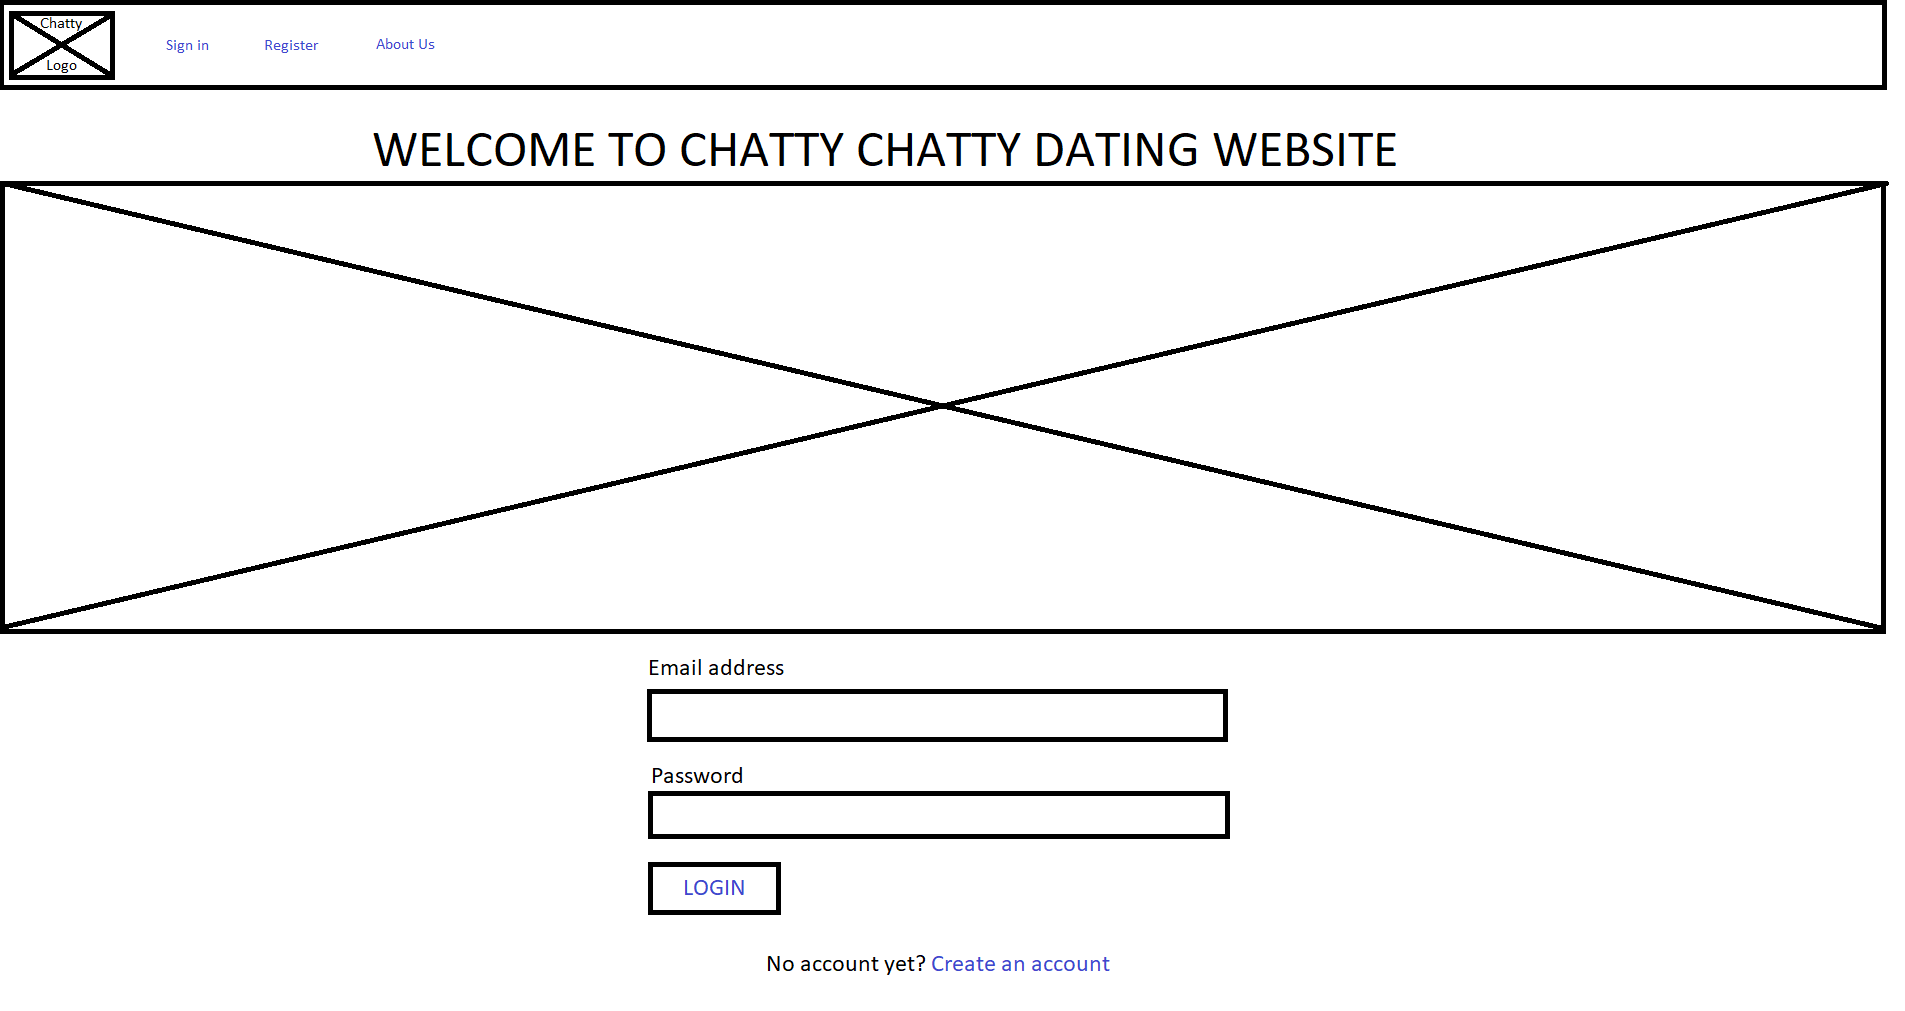 Chatty
Logo
Sign in
Register
About Us
WELCOME TO CHATTY CHATTY DATING WEBSITE
Email address
Password
LOGIN
No account yet? Create an account